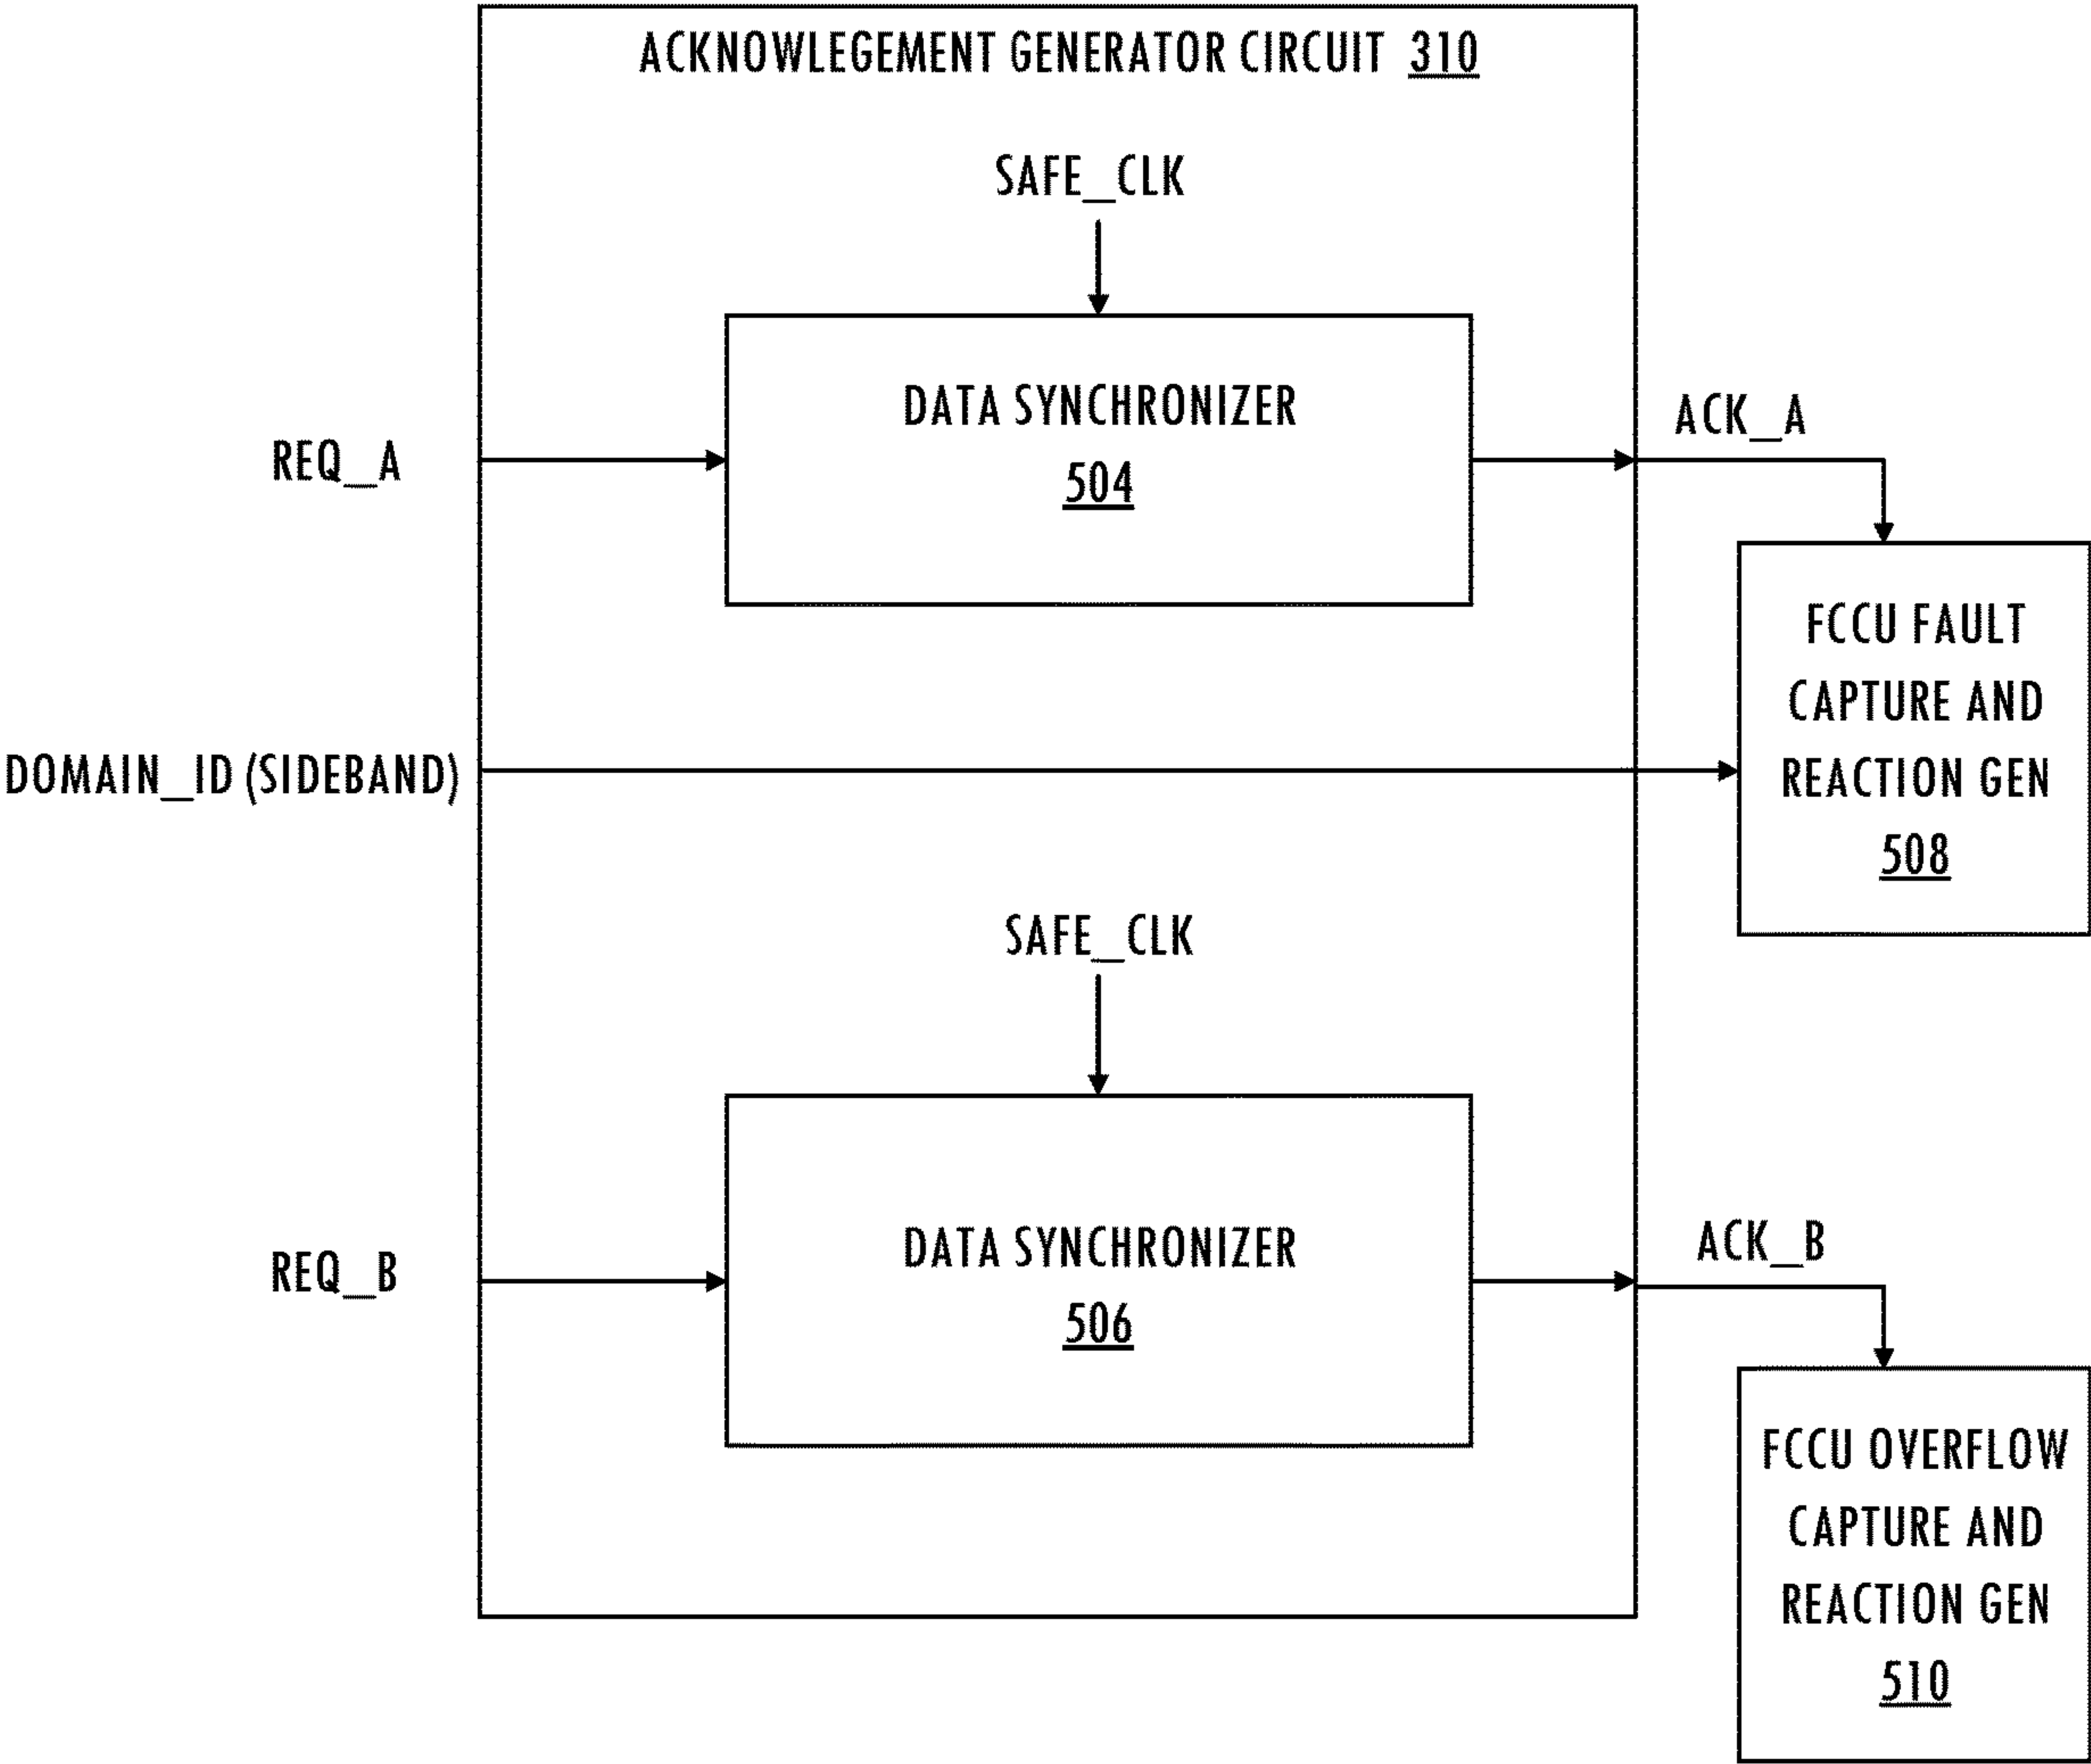 ACKNOWLEGEMENT GENERATOR CIRCUIT 310
SAFE_CLK
DATA SYNCHRONIZER
504
REQ_A
ACK_A
FCCU FAULT
CAPTURE AND
REACTION GEN
508
DOMAIN_ID (SIDEBAND)
SAFE_CLK
DATA SYNCHRONIZER
506
REQ_B
ACK_B
FCCU OVERFLOW
CAPTURE AND
REACTION GEN
510